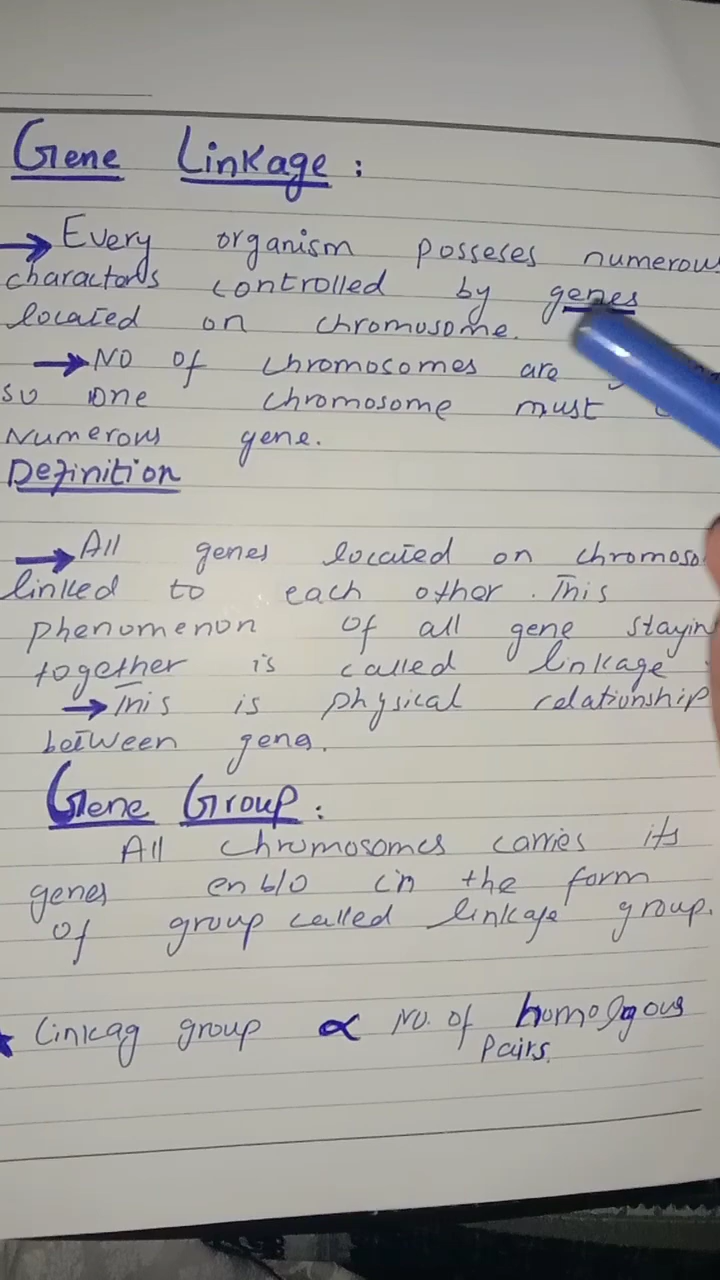 Gene Linkage :
→ Every organism posseses numerous
charactors controlled by genes
located on chromosome.
→ No of chromosomes are
so one chromosome must
Numerous gene.
Definition
→ All genes located on chromoso
linked to each other. This
phenomenon of all gene stayin
together is called linkage
→ This is physical relationship
between gene.
Gene Group :
All chromosomes carries its
genes enblo in the form
of group called linkage group.
Linkag group ∝ No. of homologous
Pairs.